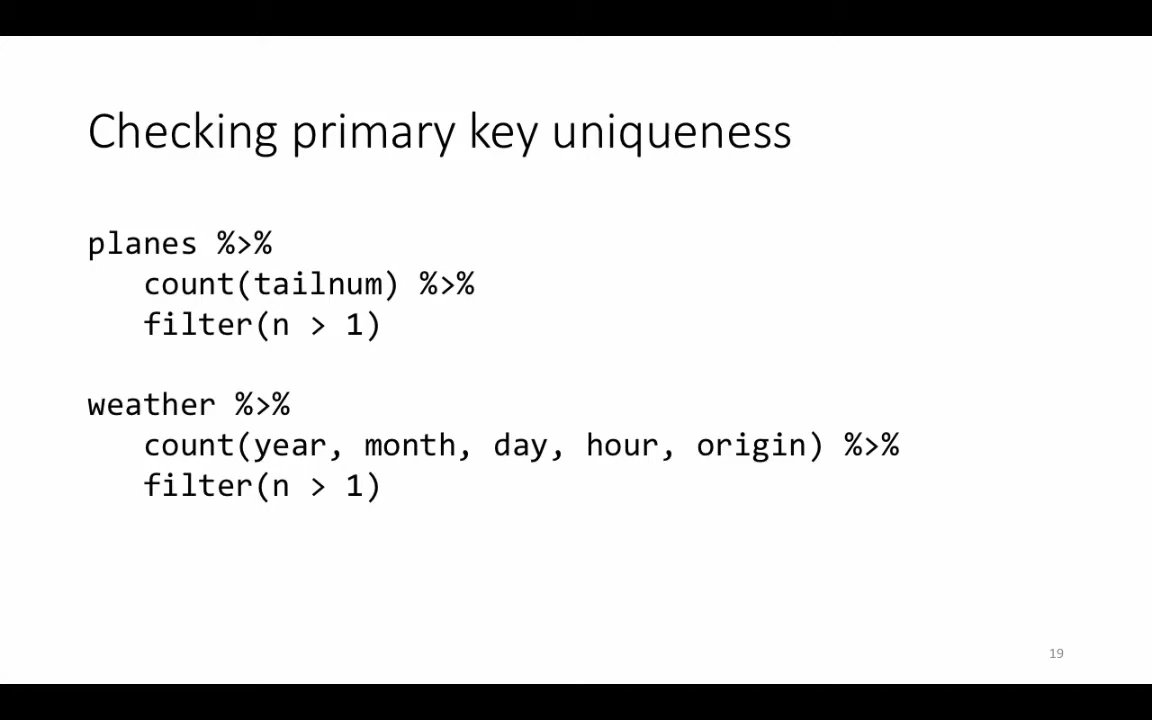 Checking primary key uniqueness
planes %>%
count(tailnum) %>%
filter(n > 1)
weather %>%
count(year, month, day, hour, origin) %>%
filter(n > 1)
19